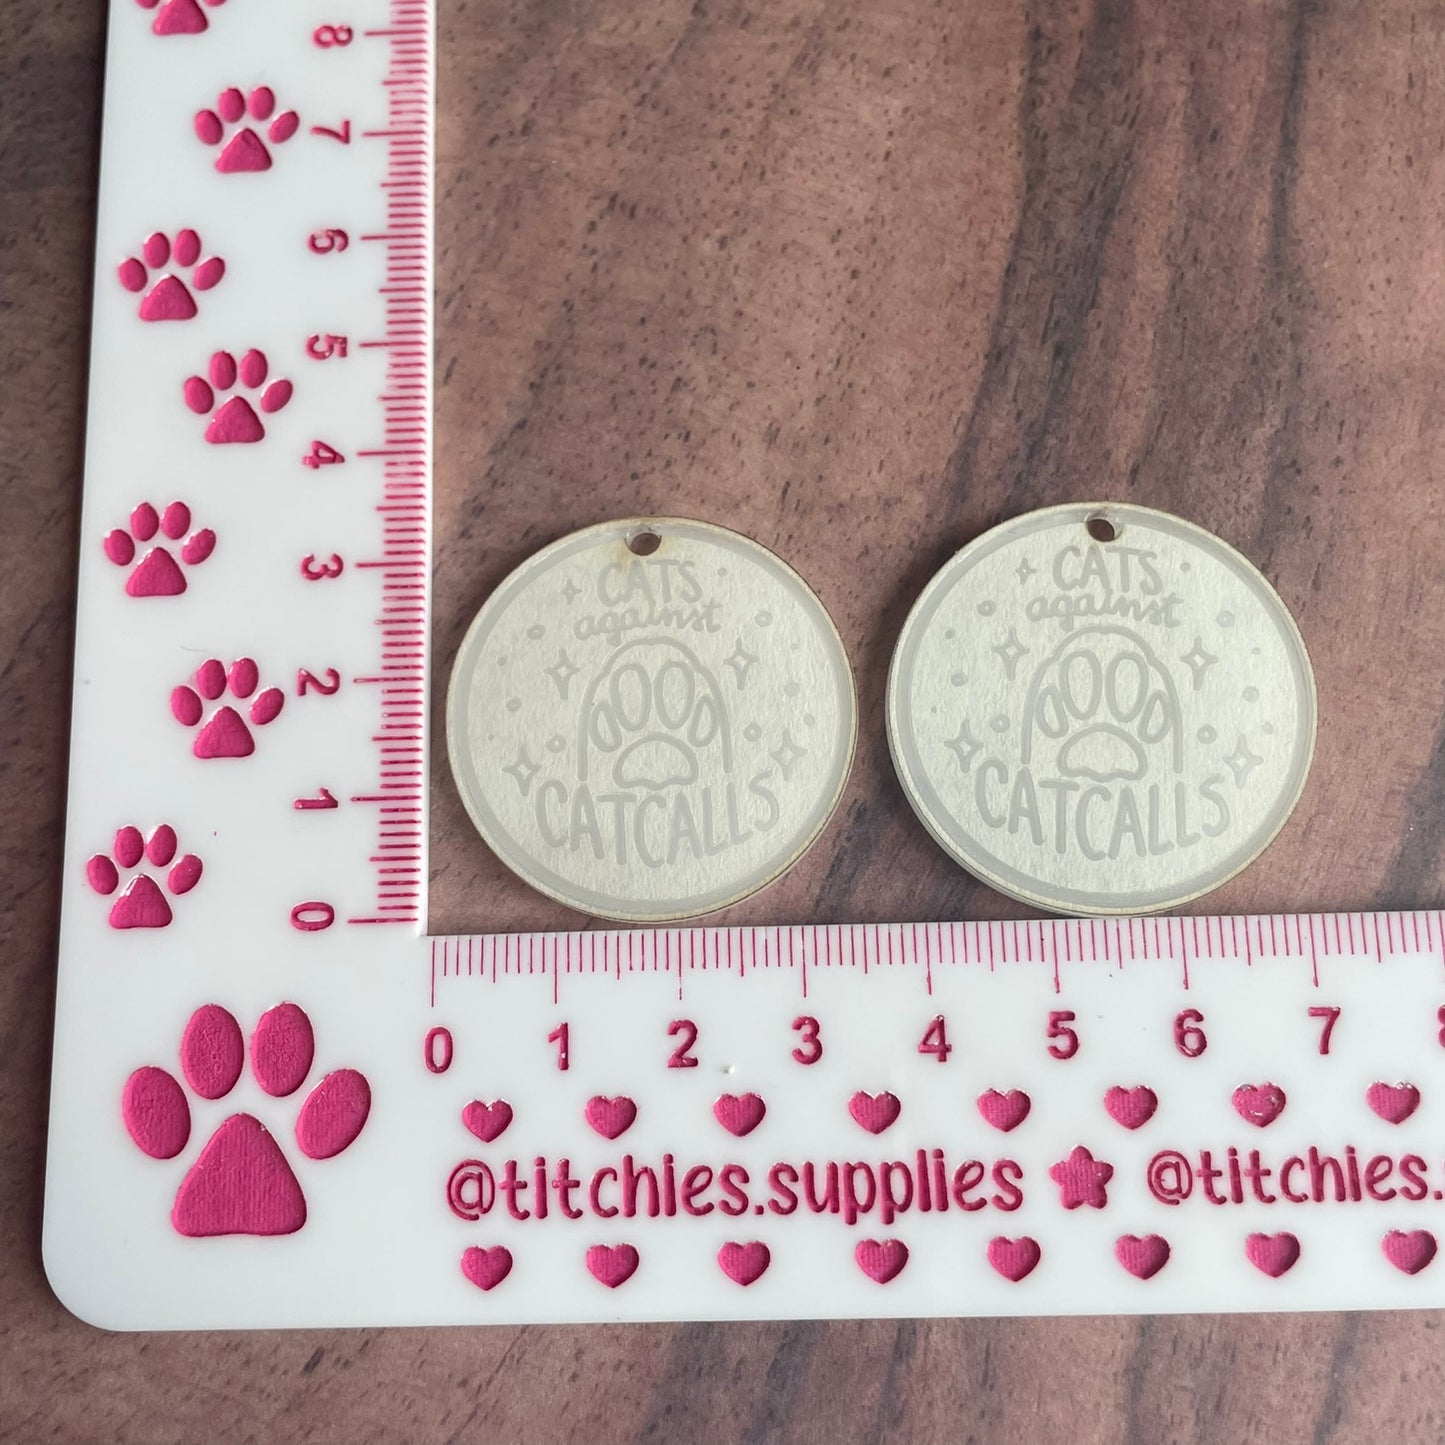 8
7
6
5
4
3
2
1
0
CATS
against
CATCALLS
CATS
against
CATCALLS
0 1 2 3 4 5 6 7 8
@titchies.supplies @titchies.